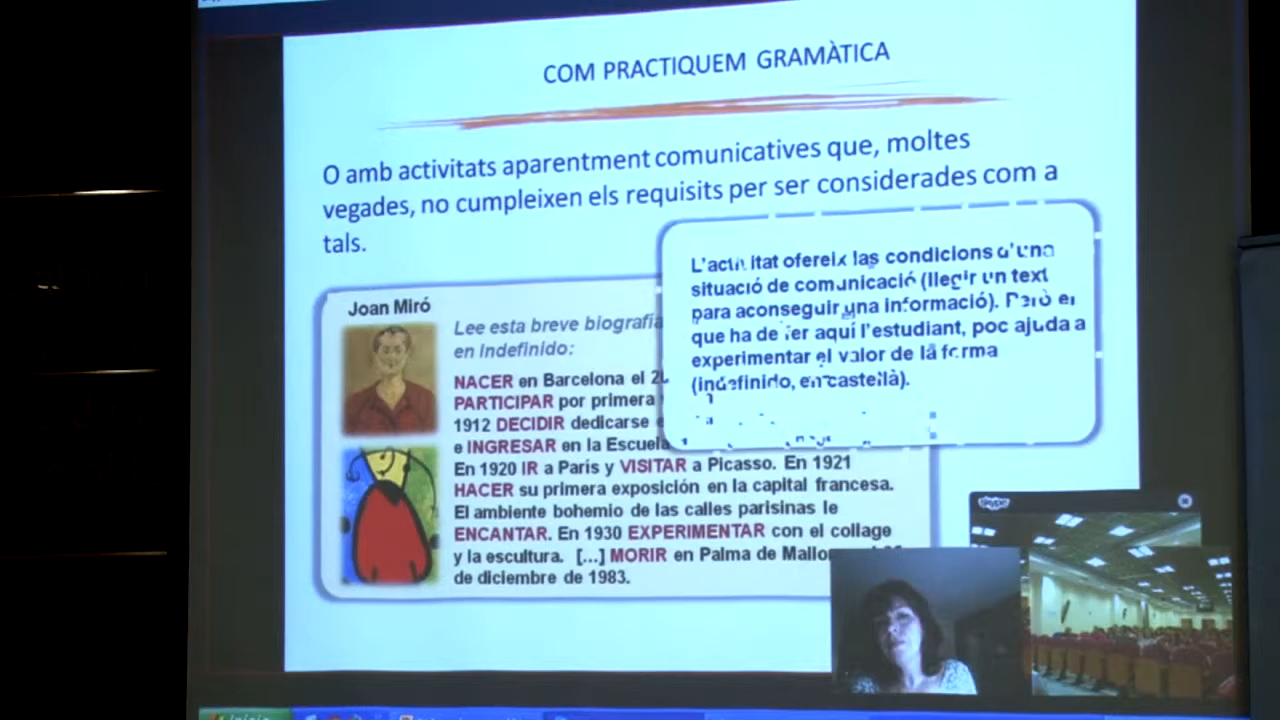 COM PRACTIQUEM GRAMÀTICA
O amb activitats aparentment comunicatives que, moltes
vegades, no cumpleixen els requisits per ser considerades com a
tals.
L'activitat ofereix las condicions d'una
situació de comunicació (llegir un text
para aconseguir una informació). Però el
que ha de fer aquí l'estudiant, poc ajuda a
experimentar el valor de la forma
(indefinido, en castellà).
Joan Miró
Lee esta breve biografía
en Indefinido:
NACER en Barcelona el
PARTICIPAR por primera
1912 DECIDIR dedicarse
e INGRESAR en la Escuela
En 1920 IR a París y VISITAR a Picasso. En 1921
HACER su primera exposición en la capital francesa.
El ambiente bohemio de las calles parisinas le
ENCANTAR. En 1930 EXPERIMENTAR con el collage
y la escultura. [...] MORIR en Palma de
de diciembre de 1983.
skype
Inicio